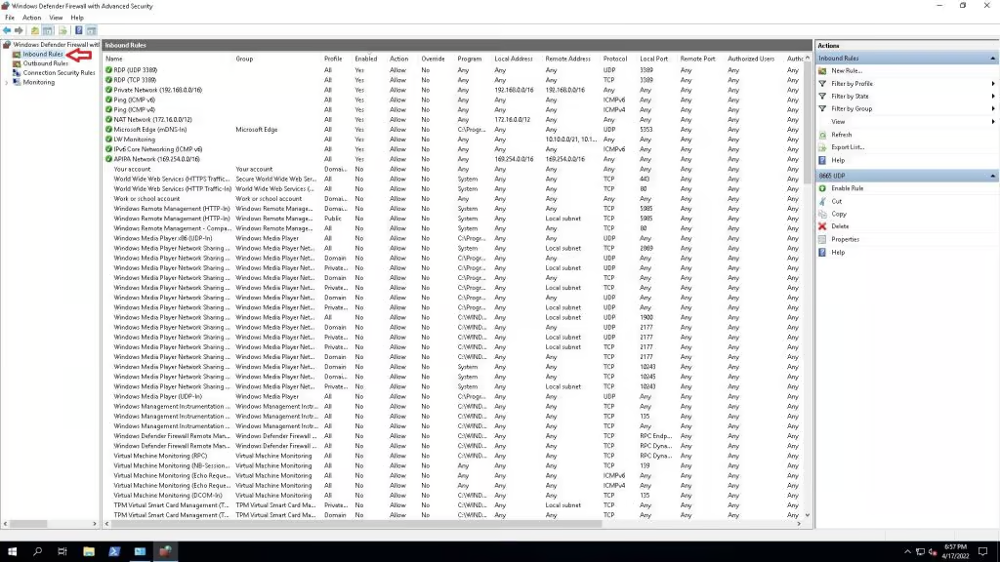 Windows Defender Firewall with Advanced Security
File Action View Help
Windows Defender Firewall with
Inbound Rules
Outbound Rules
Connection Security Rules
Monitoring
Inbound Rules
Name Group Profile Enabled Action Override Program Local Address Remote Address Protocol Local Port Remote Port Authorized Users Autho
RDP (UDP 3389) All Yes Allow No Any Any Any UDP 3389 Any Any Any
RDP (TCP 3389) All Yes Allow No Any Any Any TCP 3389 Any Any Any
Private Network (192.168.0.0/16) All Yes Allow No Any 192.168.0.0/16 192.168.0.0/16 Any Any Any Any Any
Ping (ICMP v6) All Yes Allow No Any Any Any ICMPv6 Any Any Any Any
Ping (ICMP v4) All Yes Allow No Any Any Any ICMPv4 Any Any Any Any
NAT Network (172.16.0.0/12) All Yes Allow No Any 172.16.0.0/12 Any Any Any Any Any Any
Microsoft Edge (mDNS-In) Microsoft Edge All Yes Allow No C:\Progr... Any Any UDP 5353 Any Any Any
LW Monitoring All Yes Allow No Any Any 10.10.0.0/21, 10.1... Any Any Any Any Any
IPv6 Core Networking (ICMP v6) All Yes Allow No Any Any Any ICMPv6 Any Any Any Any
APIPA Network (169.254.0.0/16) All Yes Allow No Any 169.254.0.0/16 169.254.0.0/16 Any Any Any Any Any
Your account Your account Domai... No Allow No Any Any Any Any Any Any Any Any
World Wide Web Services (HTTPS Traffic... Secure World Wide Web Ser... All No Allow No System Any Any TCP 443 Any Any Any
World Wide Web Services (HTTP Traffic-In) World Wide Web Services (... All No Allow No System Any Any TCP 80 Any Any Any
Work or school account Work or school account Domai... No Allow No Any Any Any Any Any Any Any Any
Windows Remote Management (HTTP-In) Windows Remote Manage... Domai... No Allow No System Any Any TCP 5985 Any Any Any
Windows Remote Management (HTTP-In) Windows Remote Manage... Public No Allow No System Any Local subnet TCP 5985 Any Any Any
Windows Remote Management - Compa... Windows Remote Manage... All No Allow No System Any Any TCP 80 Any Any Any
Windows Media Player x86 (UDP-In) Windows Media Player All No Allow No C:\Progr... Any Any UDP Any Any Any Any
Windows Media Player Network Sharing ... Windows Media Player Net... All No Allow No System Any Local subnet TCP 2869 Any Any Any
Windows Media Player Network Sharing ... Windows Media Player Net... Domain No Allow No C:\Progr... Any Any UDP Any Any Any Any
Windows Media Player Network Sharing ... Windows Media Player Net... Private... No Allow No C:\Progr... Any Local subnet UDP Any Any Any Any
Windows Media Player Network Sharing ... Windows Media Player Net... Domain No Allow No C:\Progr... Any Any TCP Any Any Any Any
Windows Media Player Network Sharing ... Windows Media Player Net... Private... No Allow No C:\Progr... Any Local subnet TCP Any Any Any Any
Windows Media Player Network Sharing ... Windows Media Player Net... Domain No Allow No C:\Progr... Any Any UDP Any Any Any Any
Windows Media Player Network Sharing ... Windows Media Player Net... Private... No Allow No C:\Progr... Any Local subnet UDP Any Any Any Any
Windows Media Player Network Sharing ... Windows Media Player Net... All No Allow No C:\WIND... Any Local subnet UDP 1900 Any Any Any
Windows Media Player Network Sharing ... Windows Media Player Net... Domain No Allow No C:\WIND... Any Any UDP 2177 Any Any Any
Windows Media Player Network Sharing ... Windows Media Player Net... Private... No Allow No C:\WIND... Any Local subnet UDP 2177 Any Any Any
Windows Media Player Network Sharing ... Windows Media Player Net... Private... No Allow No C:\WIND... Any Local subnet TCP 2177 Any Any Any
Windows Media Player Network Sharing ... Windows Media Player Net... Domain No Allow No C:\WIND... Any Any TCP 2177 Any Any Any
Windows Media Player Network Sharing ... Windows Media Player Net... Domain No Allow No System Any Any TCP 10243 Any Any Any
Windows Media Player Network Sharing ... Windows Media Player Net... Domai... No Allow No System Any Any TCP 10245 Any Any Any
Windows Media Player Network Sharing ... Windows Media Player Net... Private... No Allow No System Any Local subnet TCP 10243 Any Any Any
Windows Media Player (UDP-In) Windows Media Player All No Allow No C:\Progr... Any Any UDP Any Any Any Any
Windows Management Instrumentation ... Windows Management Instr... All No Allow No C:\WIND... Any Any TCP Any Any Any Any
Windows Management Instrumentation ... Windows Management Instr... All No Allow No C:\WIND... Any Any TCP 135 Any Any Any
Windows Management Instrumentation ... Windows Management Instr... All No Allow No C:\WIND... Any Any TCP Any Any Any Any
Windows Defender Firewall Remote Man... Windows Defender Firewall ... All No Allow No C:\WIND... Any Any TCP RPC Endp... Any Any Any
Windows Defender Firewall Remote Man... Windows Defender Firewall ... All No Allow No C:\WIND... Any Any TCP RPC Dyna... Any Any Any
Virtual Machine Monitoring (RPC) Virtual Machine Monitoring All No Allow No C:\WIND... Any Any TCP RPC Dyna... Any Any Any
Virtual Machine Monitoring (NB-Session... Virtual Machine Monitoring All No Allow No System Any Any TCP 139 Any Any Any
Virtual Machine Monitoring (Echo Reque... Virtual Machine Monitoring All No Allow No Any Any Any ICMPv6 Any Any Any Any
Virtual Machine Monitoring (Echo Reque... Virtual Machine Monitoring All No Allow No Any Any Any ICMPv4 Any Any Any Any
Virtual Machine Monitoring (DCOM-In) Virtual Machine Monitoring All No Allow No C:\WIND... Any Any TCP 135 Any Any Any
TPM Virtual Smart Card Management (T... TPM Virtual Smart Card Ma... Private... No Allow No C:\WIND... Any Local subnet TCP Any Any Any Any
TPM Virtual Smart Card Management (T... TPM Virtual Smart Card Ma... Domain No Allow No C:\WIND... Any Any TCP Any Any Any Any
Actions
Inbound Rules
New Rule...
Filter by Profile
Filter by State
Filter by Group
View
Refresh
Export List...
Help
8665 UDP
Enable Rule
Cut
Copy
Delete
Properties
Help
6:57 PM
4/17/2022